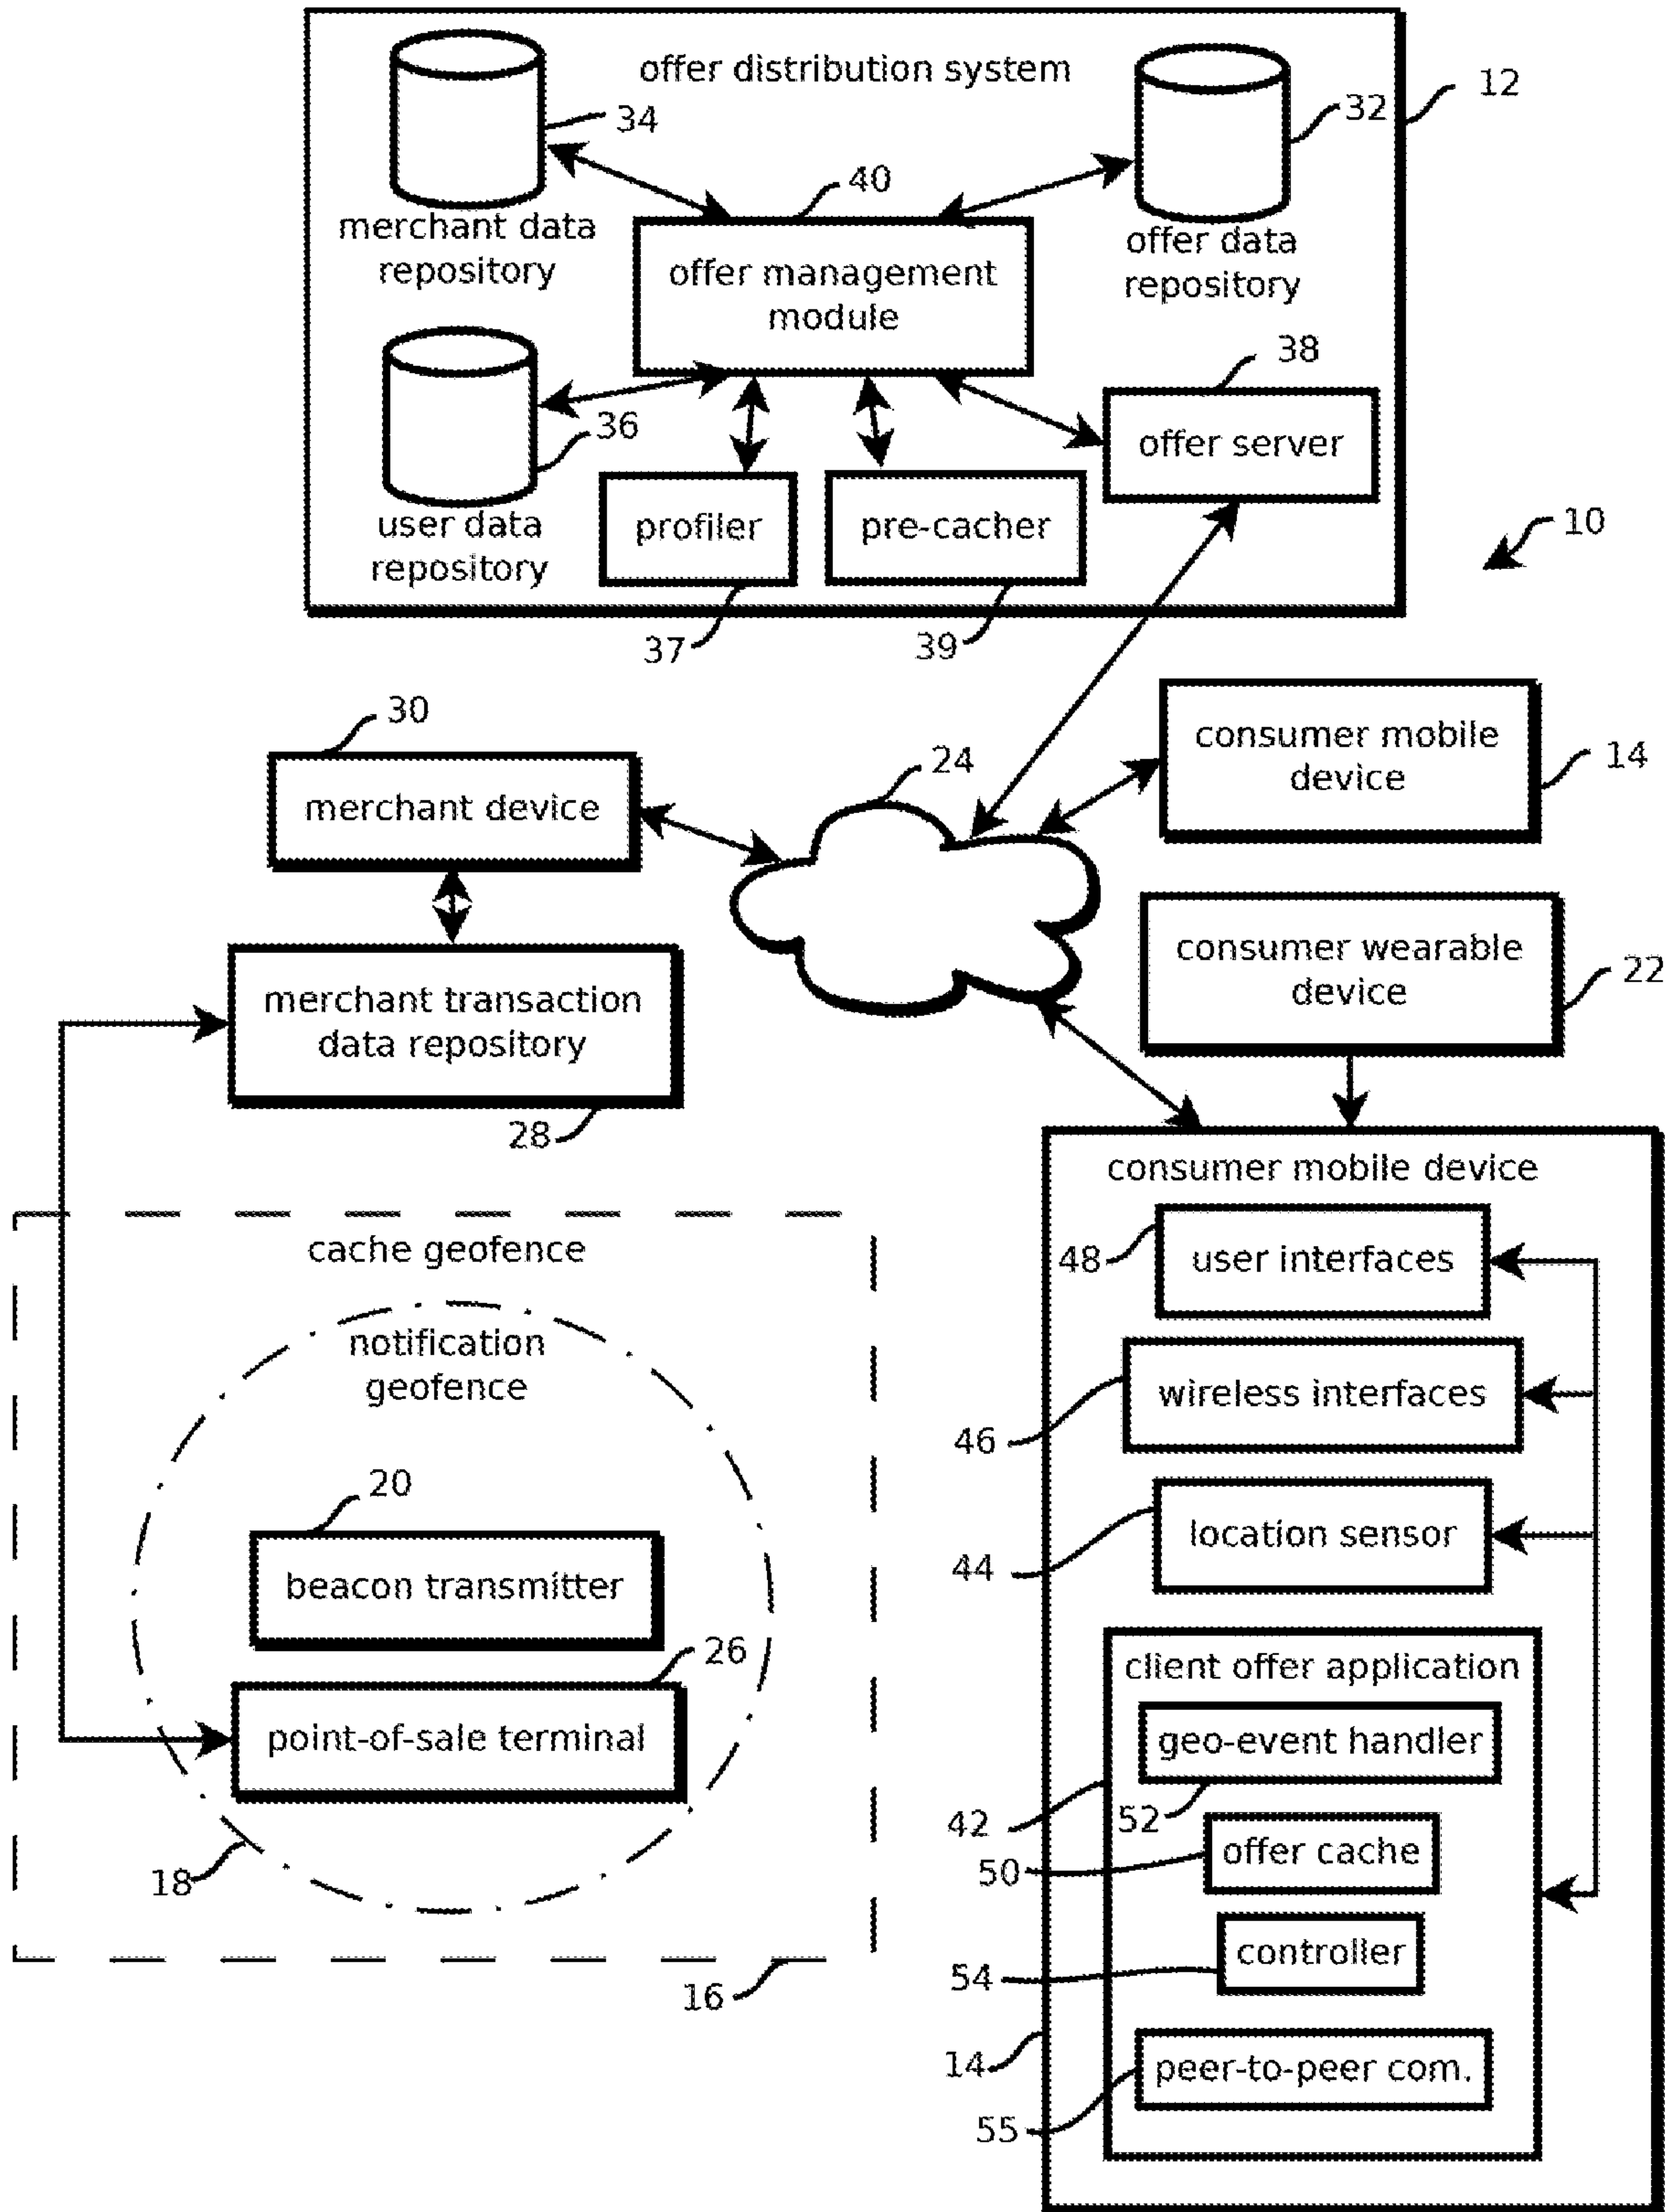 offer distribution system
12
34
32
40
merchant data
repository
offer data
repository
offer management
module
38
36
offer server
user data
repository
profiler
pre-cacher
10
37
39
30
24
consumer mobile
device
14
merchant device
consumer wearable
device
22
merchant transaction
data repository
28
consumer mobile device
48
user interfaces
cache geofence
notification
geofence
46
wireless interfaces
20
44
location sensor
beacon transmitter
26
point-of-sale terminal
client offer application
geo-event handler
42
52
18
50
offer cache
54
controller
16
14
peer-to-peer com.
55